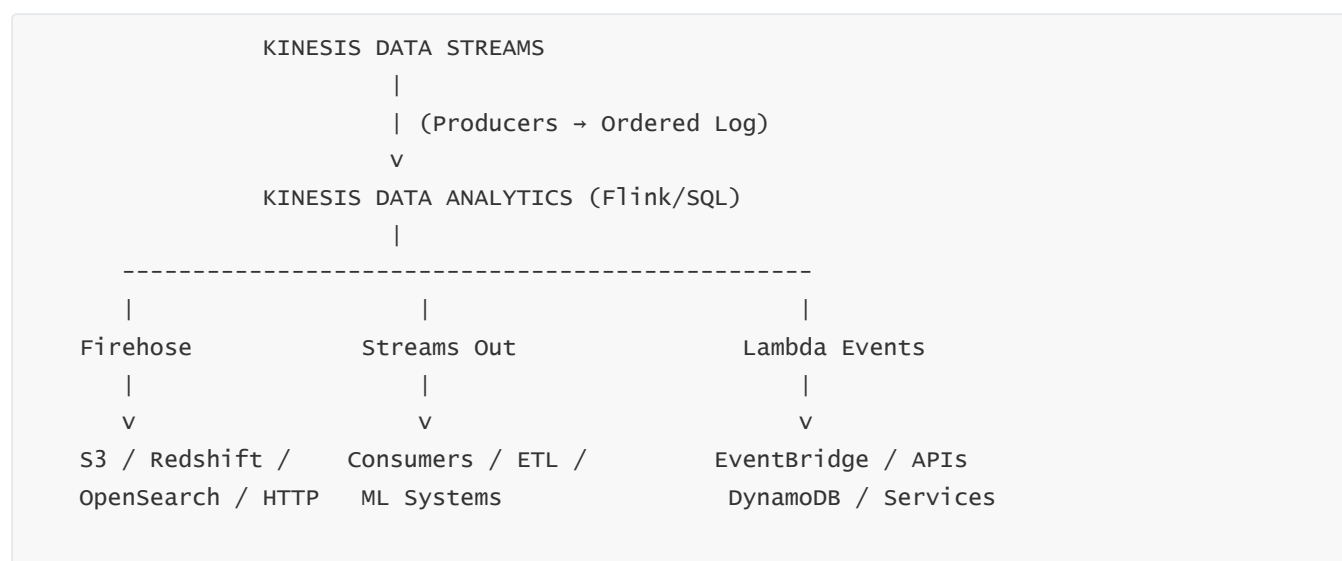 KINESIS DATA STREAMS
|
| (Producers → Ordered Log)
v
KINESIS DATA ANALYTICS (Flink/SQL)
|
-------------------------------------------------
| | |
Firehose Streams Out Lambda Events
| | |
v v v
S3 / Redshift / Consumers / ETL / EventBridge / APIs
OpenSearch / HTTP ML Systems DynamoDB / Services